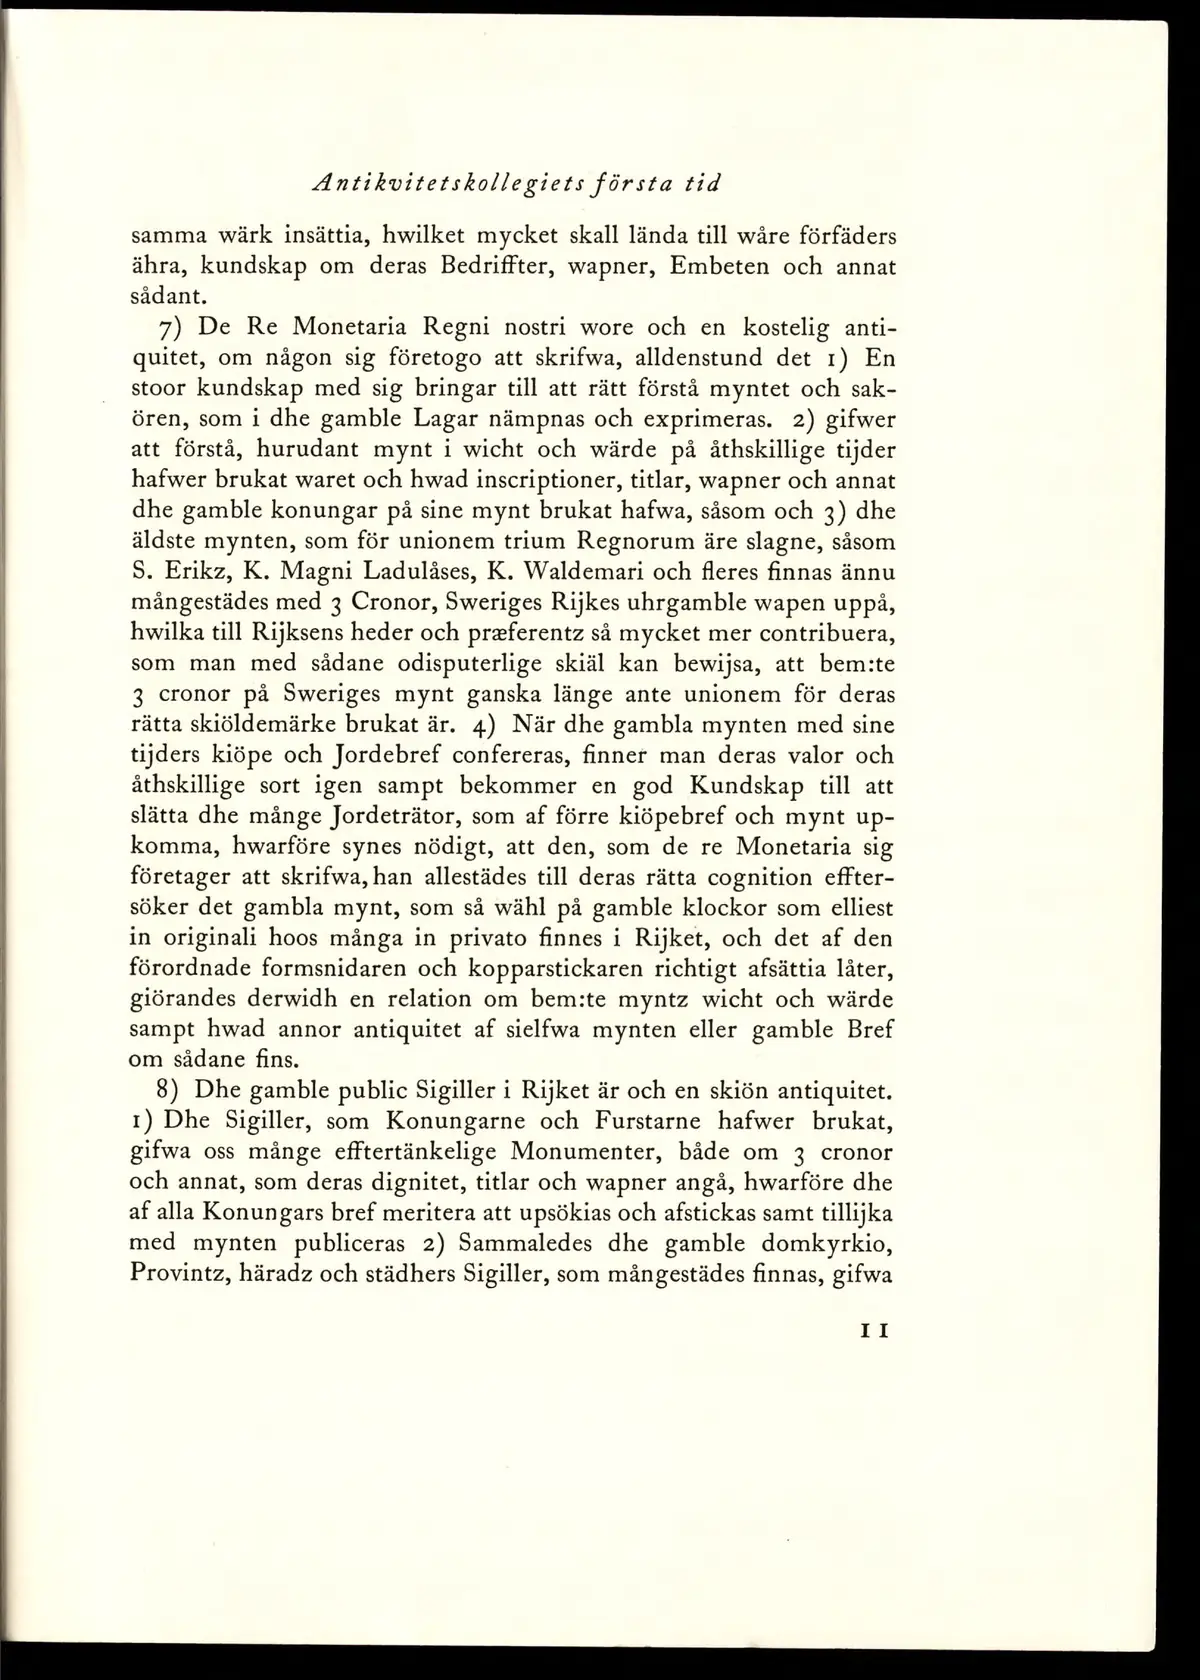 Antikvitetskollegiets första tid
samma wärk insättia, hwilket mycket skall lända till wåre förfäders
ähra, kundskap om deras Bedriffter, wapner, Embeten och annat
sådant.
7) De Re Monetaria Regni nostri wore och en kostelig anti-
quitet, om någon sig företogo att skrifwa, alldenstund det 1) En
stoor kundskap med sig bringar till att rätt förstå myntet och sak-
ören, som i dhe gamble Lagar nämpnas och exprimeras. 2) gifwer
att förstå, hurudant mynt i wicht och wärde på åthskillige tijder
hafwer brukat waret och hwad inscriptioner, titlar, wapner och annat
dhe gamble konungar på sine mynt brukat hafwa, såsom och 3) dhe
äldste mynten, som för unionem trium Regnorum äre slagne, såsom
S. Erikz, K. Magni Ladulåses, K. Waldemari och fleres finnas ännu
mångestädes med 3 Cronor, Sweriges Rijkes uhrgamble wapen uppå,
hwilka till Rijksens heder och præferentz så mycket mer contribuera,
som man med sådane odisputerlige skiäl kan bewijsa, att bem:te
3 cronor på Sweriges mynt ganska länge ante unionem för deras
rätta skiöldemärke brukat är. 4) När dhe gambla mynten med sine
tijders kiöpe och Jordebref confereras, finner man deras valor och
åthskillige sort igen sampt bekommer en god Kundskap till att
slätta dhe månge Jordeträtor, som af förre kiöpebref och mynt up-
komma, hwarföre synes nödigt, att den, som de re Monetaria sig
företager att skrifwa, han allestädes till deras rätta cognition effter-
söker det gambla mynt, som så wähl på gamble klockor som elliest
in originali hoos många in privato finnes i Rijket, och det af den
förordnade formsnidaren och kopparstickaren richtigt afsättia låter,
giörandes derwidh en relation om bem:te myntz wicht och wärde
sampt hwad annor antiquitet af sielfwa mynten eller gamble Bref
om sådane fins.
8) Dhe gamble public Sigiller i Rijket är och en skiön antiquitet.
1) Dhe Sigiller, som Konungarne och Furstarne hafwer brukat,
gifwa oss månge efftertänkelige Monumenter, både om 3 cronor
och annat, som deras dignitet, titlar och wapner angå, hwarföre dhe
af alla Konungars bref meritera att upsökias och afstickas samt tillijka
med mynten publiceras 2) Sammaledes dhe gamble domkyrkio,
Provintz, häradz och städhers Sigiller, som mångestädes finnas, gifwa
11